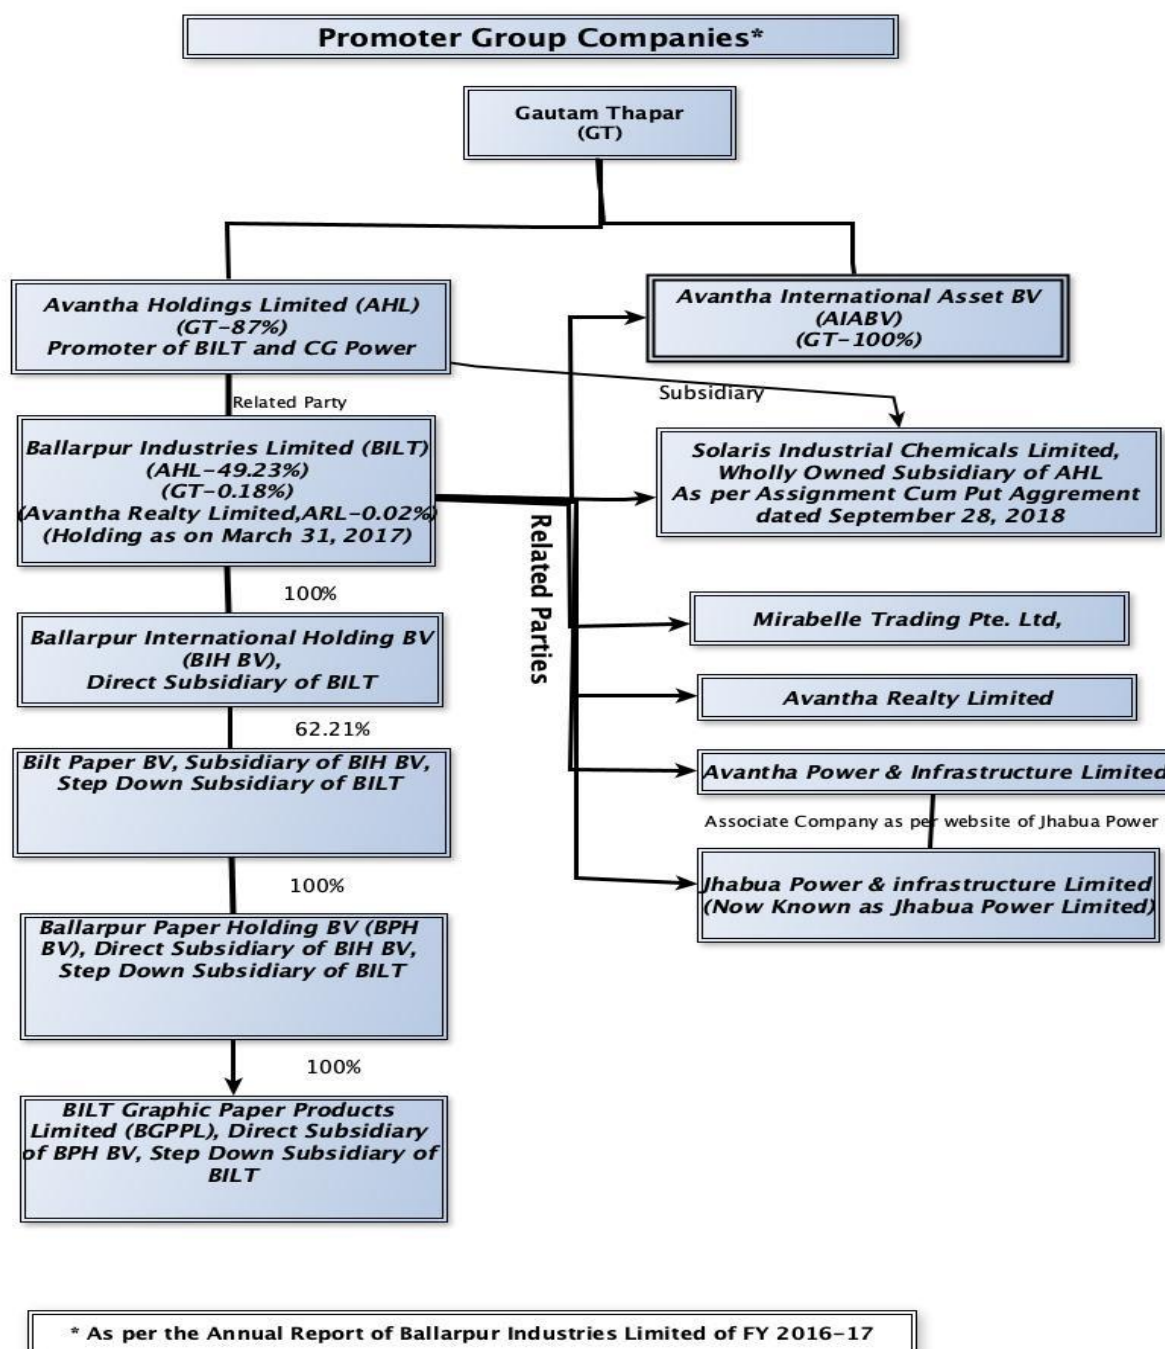 Promoter Group Companies*
Gautam Thapar
(GT)
Avantha Holdings Limited (AHL)
(GT-87%)
Promoter of BILT and CG Power
Avantha International Asset BV
(AIABV)
(GT-100%)
Subsidiary
Related Party
Ballarpur Industries Limited (BILT)
(AHL-49.23%)
(GT-0.18%)
(Avantha Realty Limited,ARL-0.02%)
(Holding as on March 31, 2017)
Solaris Industrial Chemicals Limited,
Wholly Owned Subsidiary of AHL
As per Assignment Cum Put Aggrement
dated September 28, 2018
Related Parties
100%
Ballarpur International Holding BV
(BIH BV),
Direct Subsidiary of BILT
Mirabelle Trading Pte. Ltd,
Avantha Realty Limited
62.21%
Bilt Paper BV, Subsidiary of BIH BV,
Step Down Subsidiary of BILT
Avantha Power & Infrastructure Limited
Associate Company as per website of Jhabua Power
Jhabua Power & infrastructure Limited
(Now Known as Jhabua Power Limited)
100%
Ballarpur Paper Holding BV (BPH
BV), Direct Subsidiary of BIH BV,
Step Down Subsidiary of BILT
100%
BILT Graphic Paper Products
Limited (BGPPL), Direct Subsidiary
of BPH BV, Step Down Subsidiary of
BILT
* As per the Annual Report of Ballarpur Industries Limited of FY 2016-17